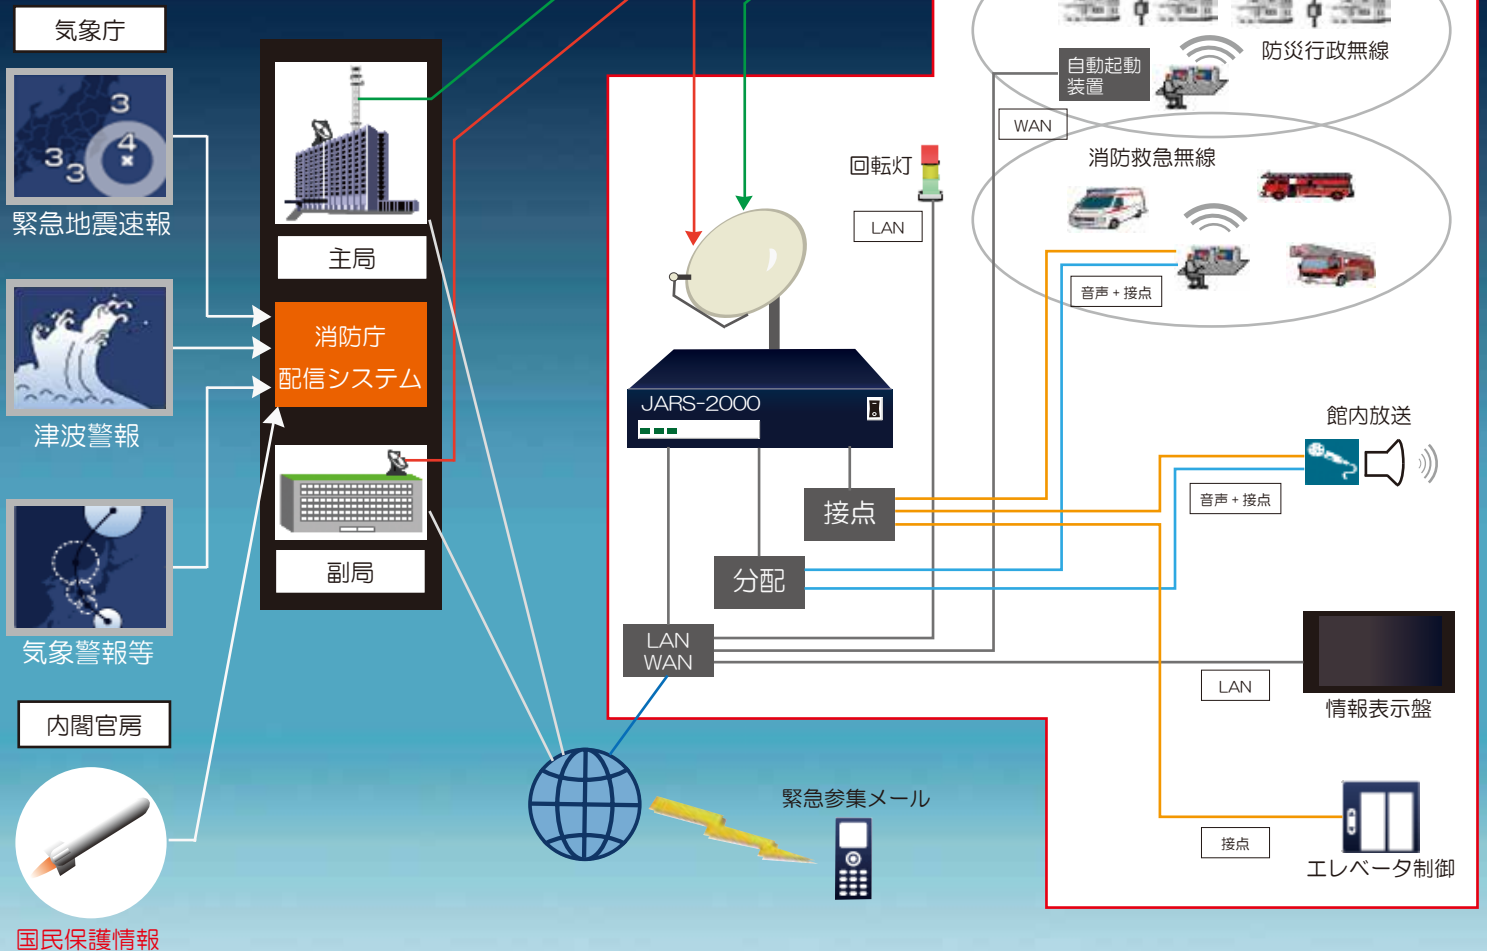 気象庁
緊急地震速報
津波警報
気象警報等
内閣官房
国民保護情報
3
4
3
3
主局
消防庁
配信システム
副局
防災行政無線
自動起動
装置
WAN
消防救急無線
回転灯
LAN
音声+接点
JARS-2000
接点
分配
LAN
WAN
館内放送
音声+接点
LAN
情報表示盤
接点
エレベータ制御
緊急参集メール